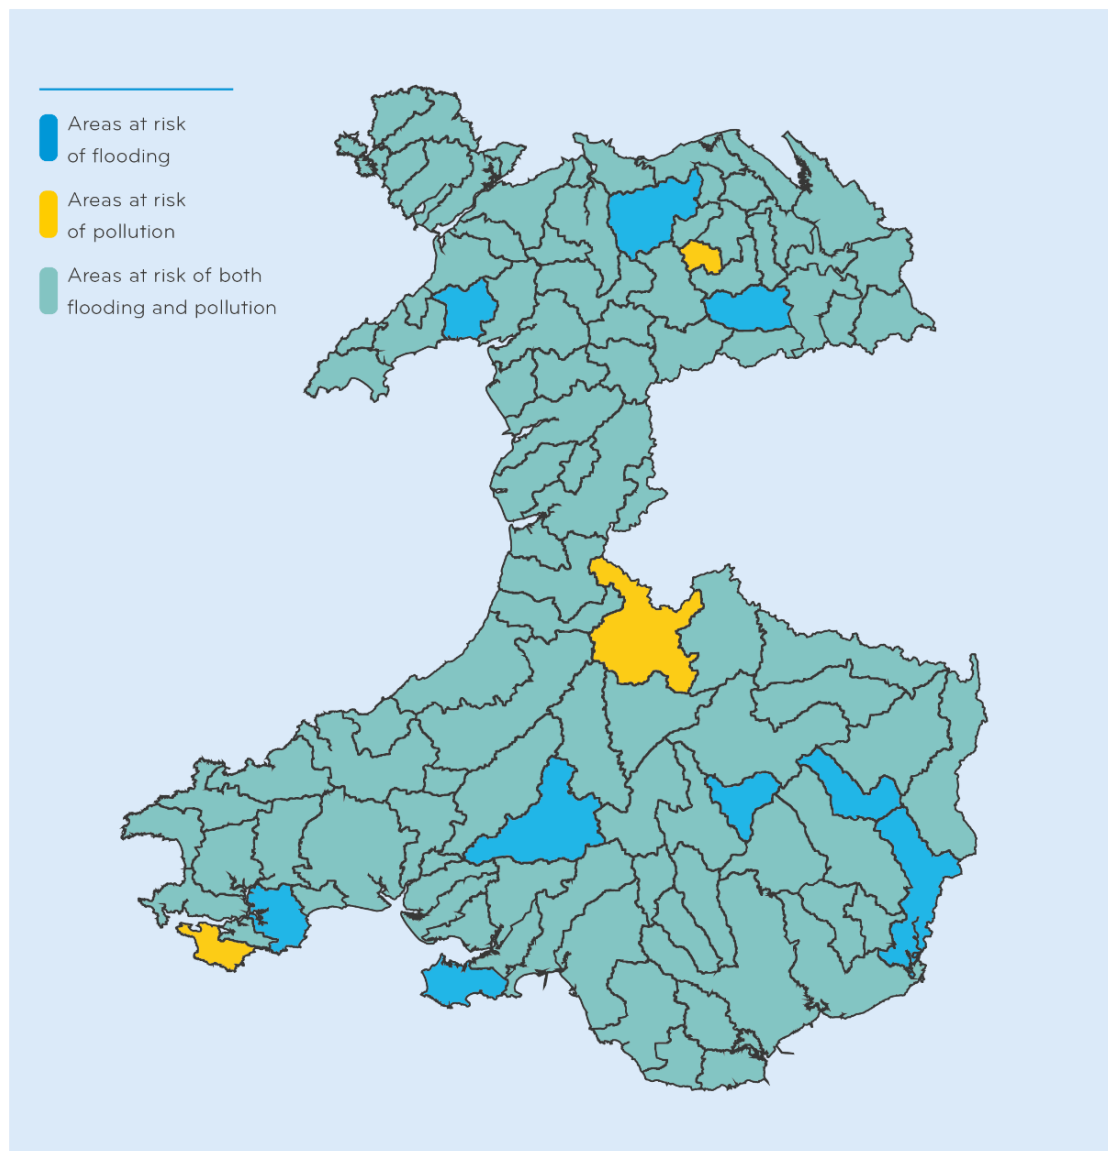 Areas at risk
of flooding
Areas at risk
of pollution
Areas at risk of both
flooding and pollution